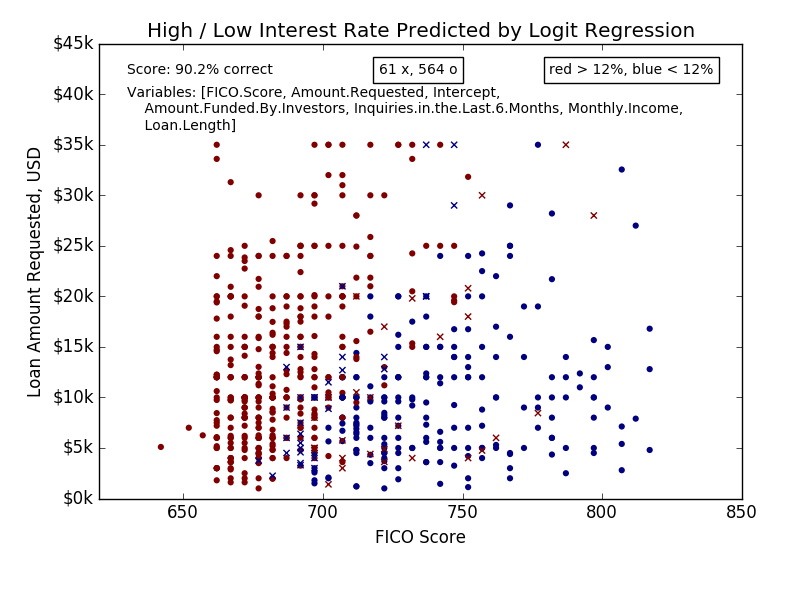 High / Low Interest Rate Predicted by Logit Regression
$45k
$40k
$35k
$30k
$25k
$20k
$15k
$10k
$5k
$0k
Loan Amount Requested, USD
Score: 90.2% correct
61 x, 564 o
red > 12%, blue < 12%
Variables: [FICO.Score, Amount.Requested, Intercept,
Amount.Funded.By.Investors, Inquiries.in.the.Last.6.Months, Monthly.Income,
Loan.Length]
650
700
750
800
850
FICO Score